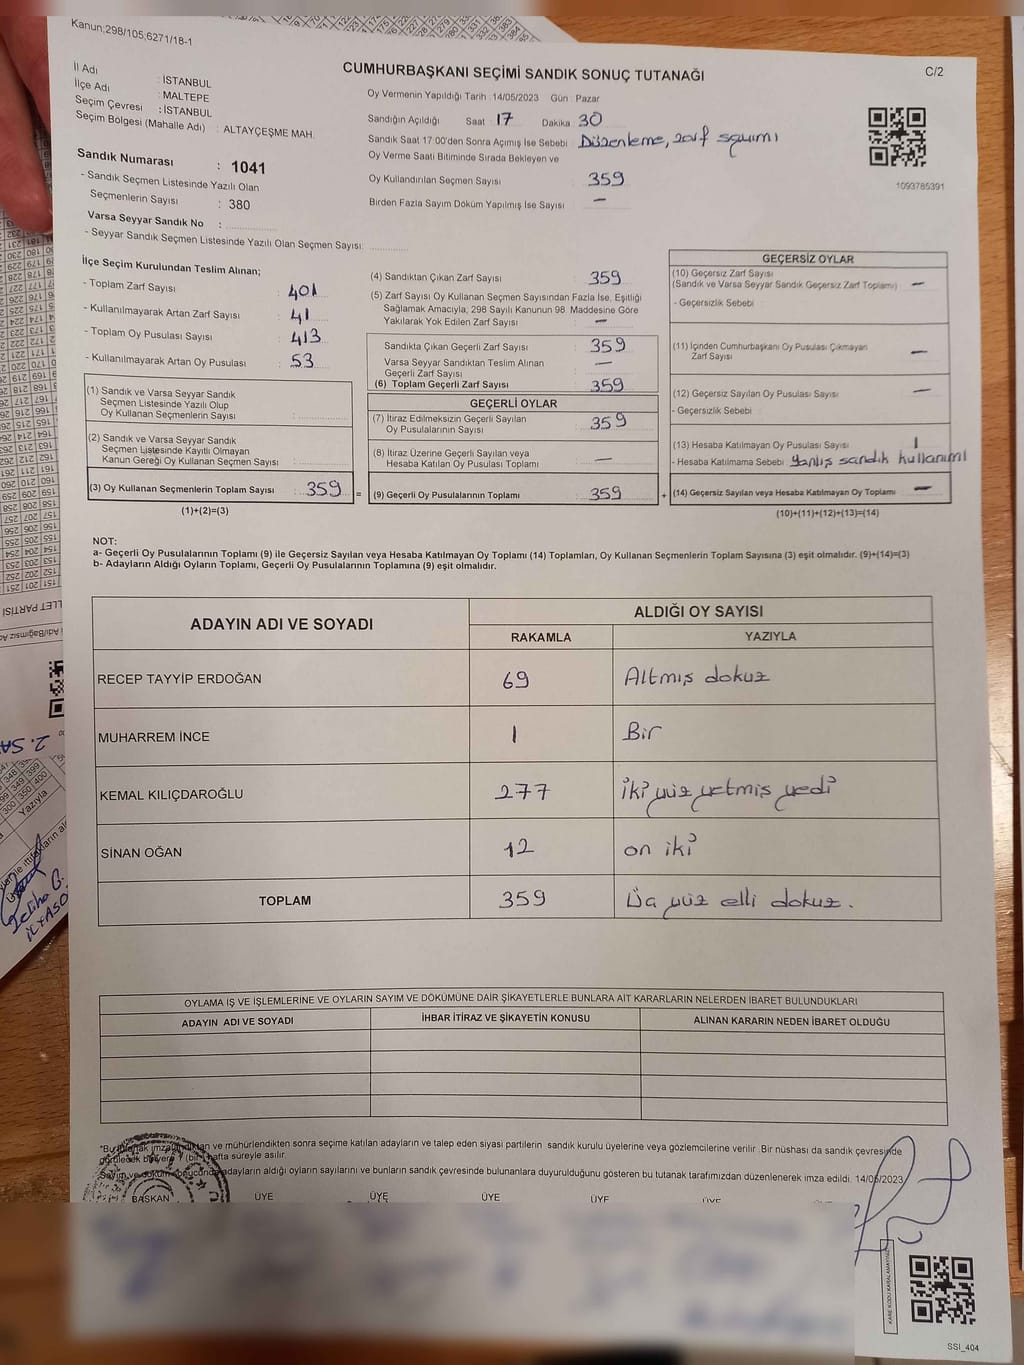 Kanun;298/105,6271/18-1
C/2
CUMHURBAŞKANI SEÇİMİ SANDIK SONUÇ TUTANAĞI
İl Adı : İSTANBUL
İlçe Adı : MALTEPE
Seçim Çevresi : İSTANBUL
Seçim Bölgesi (Mahalle Adı) : ALTAYÇEŞME MAH.
Sandık Numarası : 1041
- Sandık Seçmen Listesinde Yazılı Olan
Seçmenlerin Sayısı : 380
Varsa Seyyar Sandık No :
- Seyyar Sandık Seçmen Listesinde Yazılı Olan Seçmen Sayısı:
Oy Vermenin Yapıldığı Tarih : 14/05/2023 Gün : Pazar
Sandığın Açıldığı Saat 17 Dakika 30
Sandık Saat 17.00'den Sonra Açımış İse Sebebi Düzenleme, zarf sayımı
Oy Verme Saati Bitiminde Sırada Bekleyen ve
Oy Kullandırılan Seçmen Sayısı : 359
Birden Fazla Sayım Döküm Yapılmış İse Sayısı : —
1093785391
İlçe Seçim Kurulundan Teslim Alınan;
- Toplam Zarf Sayısı : 401
- Kullanılmayarak Artan Zarf Sayısı : 41
- Toplam Oy Pusulası Sayısı : 413
- Kullanılmayarak Artan Oy Pusulası : 53
(1) Sandık ve Varsa Seyyar Sandık
Seçmen Listesinde Yazılı Olup
Oy Kullanan Seçmenlerin Sayısı :
(2) Sandık ve Varsa Seyyar Sandık
Seçmen Listesinde Kayıtlı Olmayan
Kanun Gereği Oy Kullanan Seçmen Sayısı :
(3) Oy Kullanan Seçmenlerin Toplam Sayısı : 359 =
(1)+(2)=(3)
(4) Sandıktan Çıkan Zarf Sayısı : 359
(5) Zarf Sayısı Oy Kullanan Seçmen Sayısından Fazla İse, Eşitliği
Sağlamak Amacıyla, 298 Sayılı Kanunun 98. Maddesine Göre
Yakılarak Yok Edilen Zarf Sayısı : —
Sandıkta Çıkan Geçerli Zarf Sayısı : 359
Varsa Seyyar Sandıktan Teslim Alınan
Geçerli Zarf Sayısı : —
(6) Toplam Geçerli Zarf Sayısı : 359
GEÇERLİ OYLAR
(7) İtiraz Edilmeksizin Geçerli Sayılan
Oy Pusulalarının Sayısı : 359
(8) İtiraz Üzerine Geçerli Sayılan veya
Hesaba Katılan Oy Pusulası Toplamı : —
(9) Geçerli Oy Pusulalarının Toplamı : 359 +
GEÇERSİZ OYLAR
(10) Geçersiz Zarf Sayısı
(Sandık ve Varsa Seyyar Sandık Geçersiz Zarf Toplamı) : —
- Geçersizlik Sebebi :
(11) İçinden Cumhurbaşkanı Oy Pusulası Çıkmayan
Zarf Sayısı : —
(12) Geçersiz Sayılan Oy Pusulası Sayısı : —
- Geçersizlik Sebebi :
(13) Hesaba Katılmayan Oy Pusulası Sayısı : 1
- Hesaba Katılmama Sebebi : Yanlış sandık kullanımı
(14) Geçersiz Sayılan veya Hesaba Katılmayan Oy Toplamı : —
(10)+(11)+(12)+(13)=(14)
NOT:
a- Geçerli Oy Pusulalarının Toplamı (9) ile Geçersiz Sayılan veya Hesaba Katılmayan Oy Toplamı (14) Toplamları, Oy Kullanan Seçmenlerin Toplam Sayısına (3) eşit olmalıdır. (9)+(14)=(3)
b- Adayların Aldığı Oyların Toplamı, Geçerli Oy Pusulalarının Toplamına (9) eşit olmalıdır.
ADAYIN ADI VE SOYADI
ALDIĞI OY SAYISI
RAKAMLA YAZIYLA
RECEP TAYYİP ERDOĞAN 69 Altmış dokuz
MUHARREM İNCE 1 Bir
KEMAL KILIÇDAROĞLU 277 iki yüz yetmiş yedi
SİNAN OĞAN 12 on iki
TOPLAM 359 Üç yüz elli dokuz.
OYLAMA İŞ VE İŞLEMLERİNE VE OYLARIN SAYIM VE DÖKÜMÜNE DAİR ŞİKAYETLERLE BUNLARA AİT KARARLARIN NELERDEN İBARET BULUNDUKLARI
ADAYIN ADI VE SOYADI İHBAR İTİRAZ VE ŞİKAYETİN KONUSU ALINAN KARARIN NEDEN İBARET OLDUĞU
ve mühürlendikten sonra seçime katılan adayların ve talep eden siyasi partilerin sandık kurulu üyelerine veya gözlemcilerine verilir. Bir nüshası da sandık çevresinde
hafta süreyle asılır.
adayların aldığı oyların sayılarını ve bunların sandık çevresinde bulunanlara duyurulduğunu gösteren bu tutanak tarafımızdan düzenlenerek imza edildi. 14/05/2023
BAŞKAN ÜYE ÜYE ÜYE ÜYE ÜYE
SSI_404